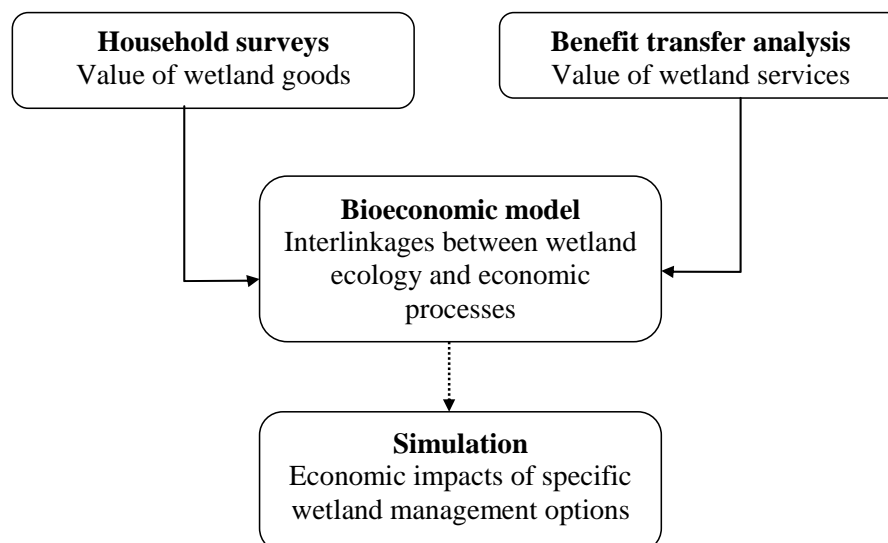 Household surveys
Value of wetland goods
Benefit transfer analysis
Value of wetland services
Bioeconomic model
Interlinkages between wetland
ecology and economic
processes
Simulation
Economic impacts of specific
wetland management options